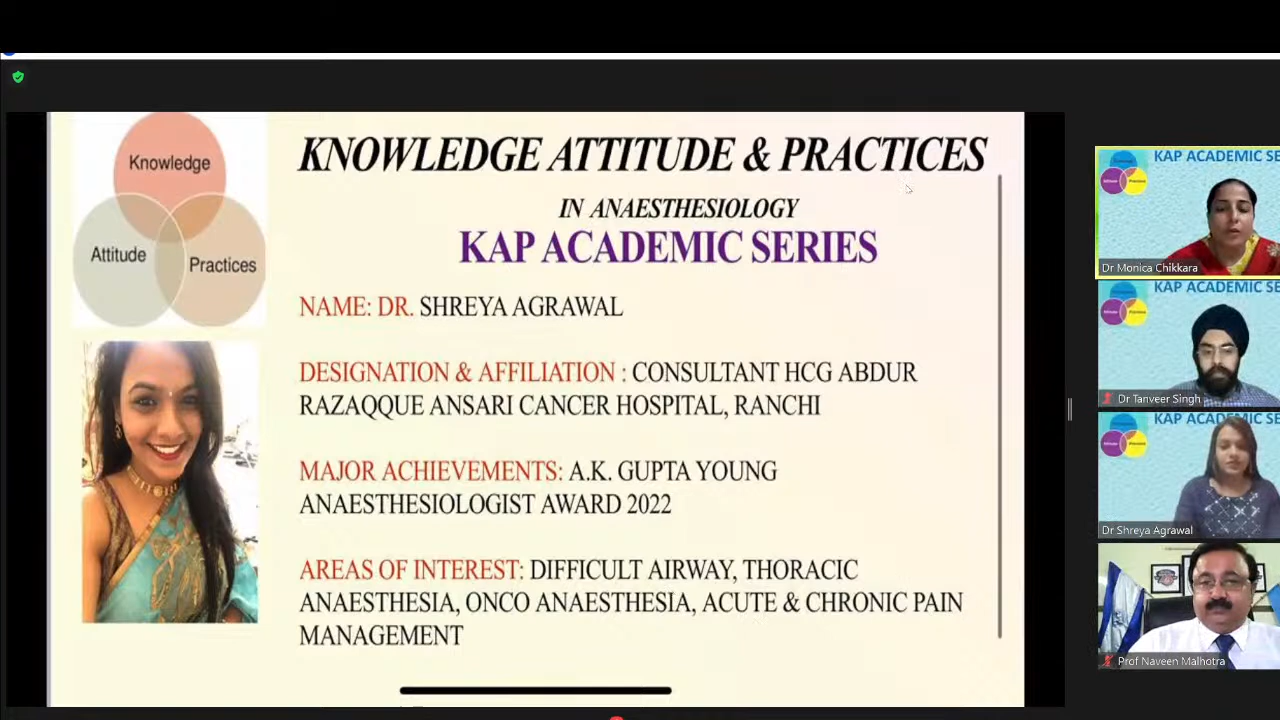 Knowledge
Attitude
Practices
KNOWLEDGE ATTITUDE & PRACTICES
IN ANAESTHESIOLOGY
KAP ACADEMIC SERIES
NAME: DR. SHREYA AGRAWAL
DESIGNATION & AFFILIATION : CONSULTANT HCG ABDUR
RAZAQQUE ANSARI CANCER HOSPITAL, RANCHI
MAJOR ACHIEVEMENTS: A.K. GUPTA YOUNG
ANAESTHESIOLOGIST AWARD 2022
AREAS OF INTEREST: DIFFICULT AIRWAY, THORACIC
ANAESTHESIA, ONCO ANAESTHESIA, ACUTE & CHRONIC PAIN
MANAGEMENT
KAP ACADEMIC SE
Dr Monica Chikkara
KAP ACADEMIC SE
Dr Tanveer Singh
KAP ACADEMIC SE
Dr Shreya Agrawal
Prof Naveen Malhotra